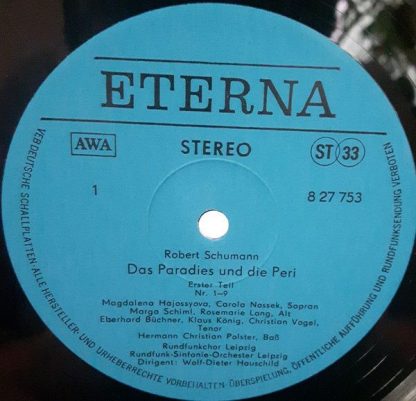 ETERNA
AWA
STEREO
ST 33
1
8 27 753
Robert Schumann
Das Paradies und die Peri
Erster Teil
Nr. 1-9
Magdalena Hajossyova, Carola Nossek, Sopran
Marga Schiml, Rosemarie Lang, Alt
Eberhard Büchner, Klaus König, Christian Vogel,
Tenor
Hermann Christian Polster, Baß
Rundfunkchor Leipzig
Rundfunk-Sinfonie-Orchester Leipzig
Dirigent: Wolf-Dieter Hauschild
VEB DEUTSCHE SCHALLPLATTEN·ALLE HERSTELLER- UND URHEBERRECHTE VORBEHALTEN·ÜBERSPIELUNG, ÖFFENTLICHE AUFFÜHRUNG UND RUNDFUNKSENDUNG VERBOTEN